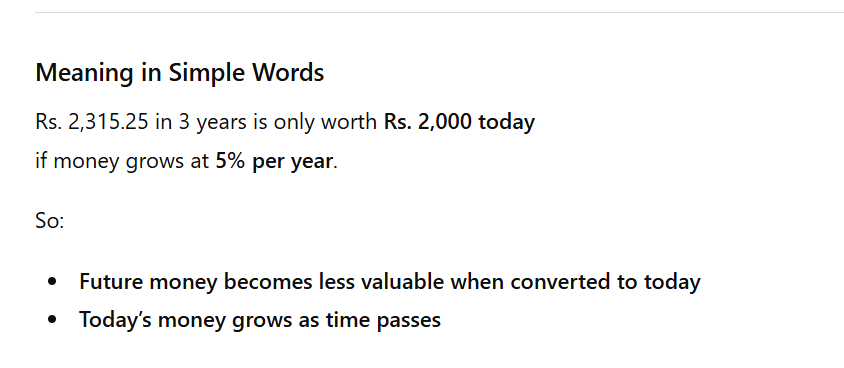 Meaning in Simple Words
Rs. 2,315.25 in 3 years is only worth Rs. 2,000 today
if money grows at 5% per year.
So:
• Future money becomes less valuable when converted to today
• Today’s money grows as time passes